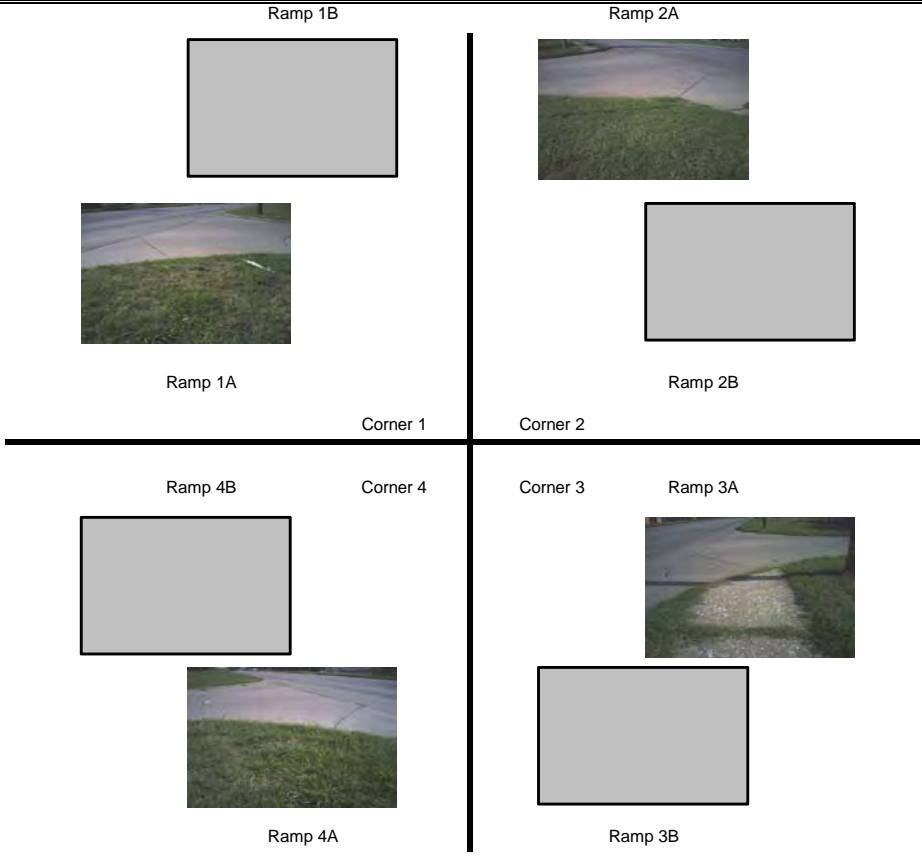 Ramp 1B
Ramp 2A
Ramp 1A
Ramp 2B
Corner 1
Corner 2
Ramp 4B
Corner 4
Corner 3
Ramp 3A
Ramp 4A
Ramp 3B